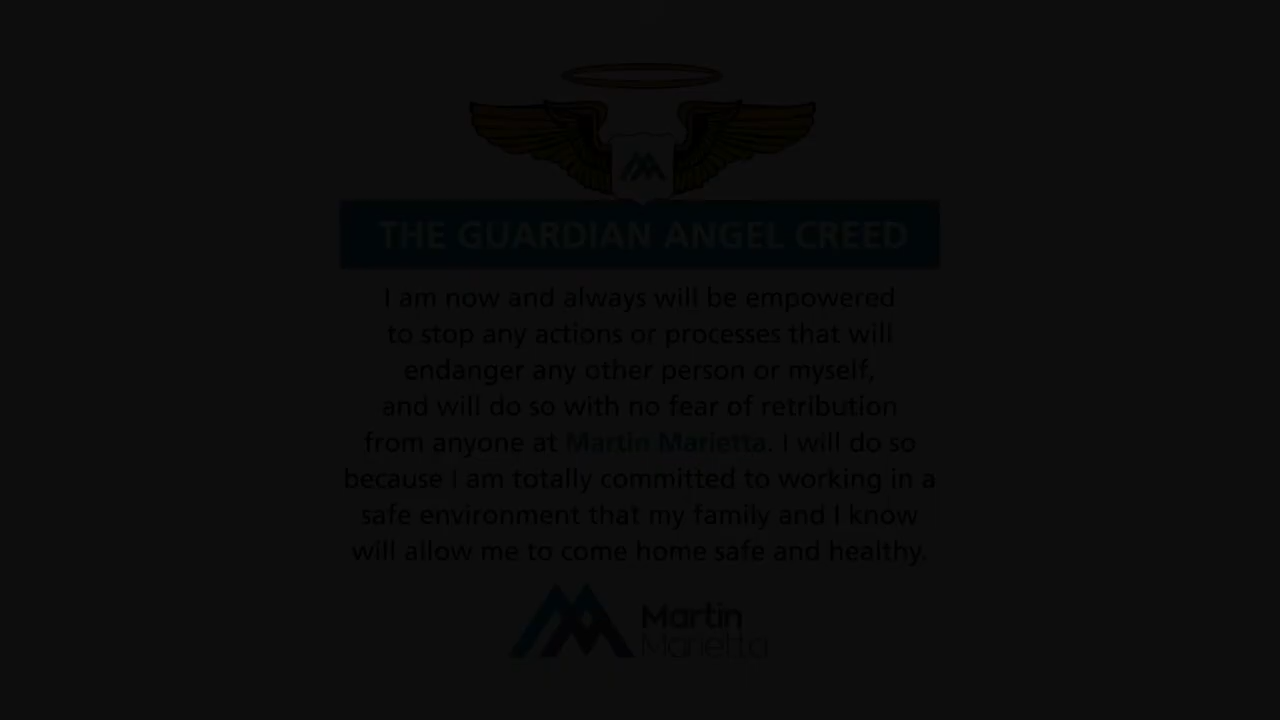 THE GUARDIAN ANGEL CREED
I am now and always will be empowered
to stop any actions or processes that will
endanger any other person or myself,
and will do so with no fear of retribution
from anyone at Martin Marietta. I will do so
because I am totally committed to working in a
safe environment that my family and I know
will allow me to come home safe and healthy.
Martin
Marietta